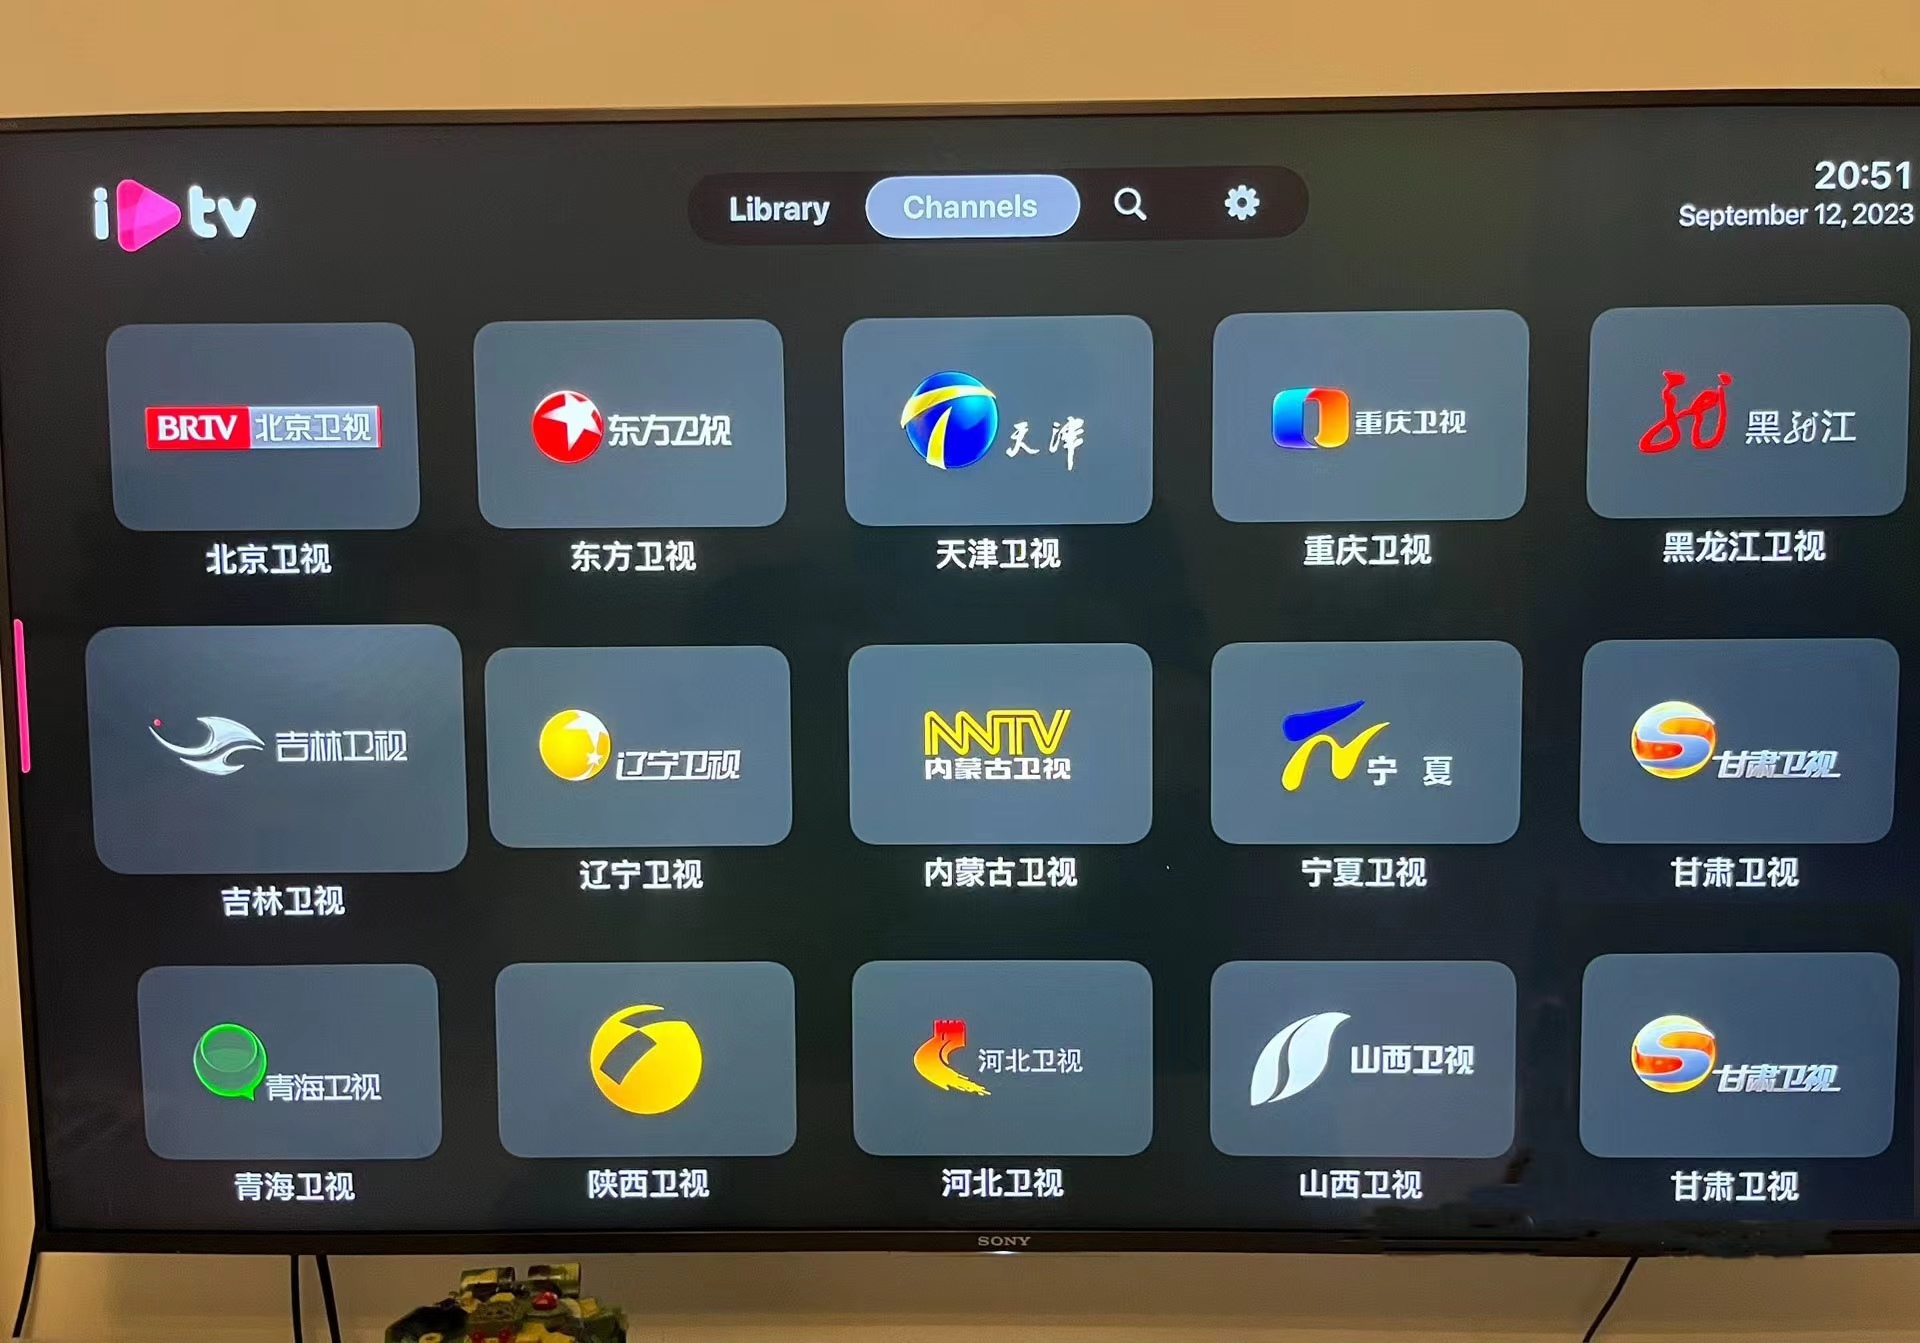 i tv
Library Channels
20:51
September 12, 2023
BRTV 北京卫视
东方卫视
天津
重庆卫视
黑龙江
北京卫视
东方卫视
天津卫视
重庆卫视
黑龙江卫视
吉林卫视
辽宁卫视
NMTV
内蒙古卫视
宁 夏
甘肃卫视
吉林卫视
辽宁卫视
内蒙古卫视
宁夏卫视
甘肃卫视
青海卫视
河北卫视
山西卫视
甘肃卫视
青海卫视
陕西卫视
河北卫视
山西卫视
甘肃卫视
SONY